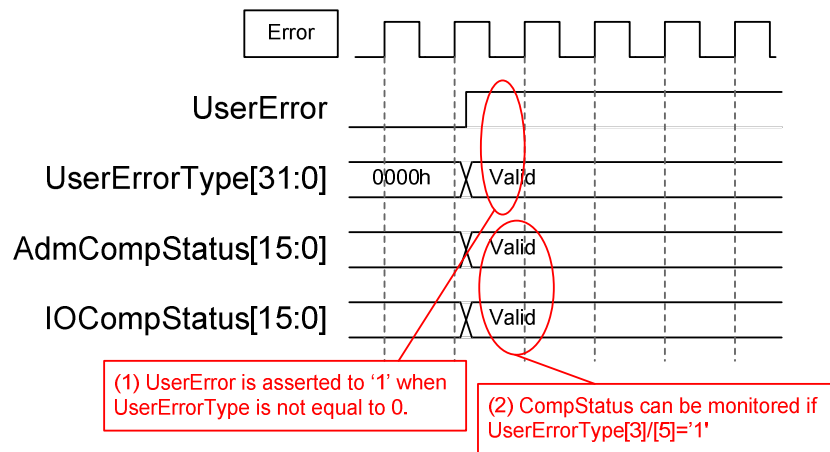 Error
UserError
UserErrorType[31:0]
0000h
Valid
AdmCompStatus[15:0]
Valid
IOCompStatus[15:0]
Valid
(1) UserError is asserted to ‘1’ when
UserErrorType is not equal to 0.
(2) CompStatus can be monitored if
UserErrorType[3]/[5]=’1'